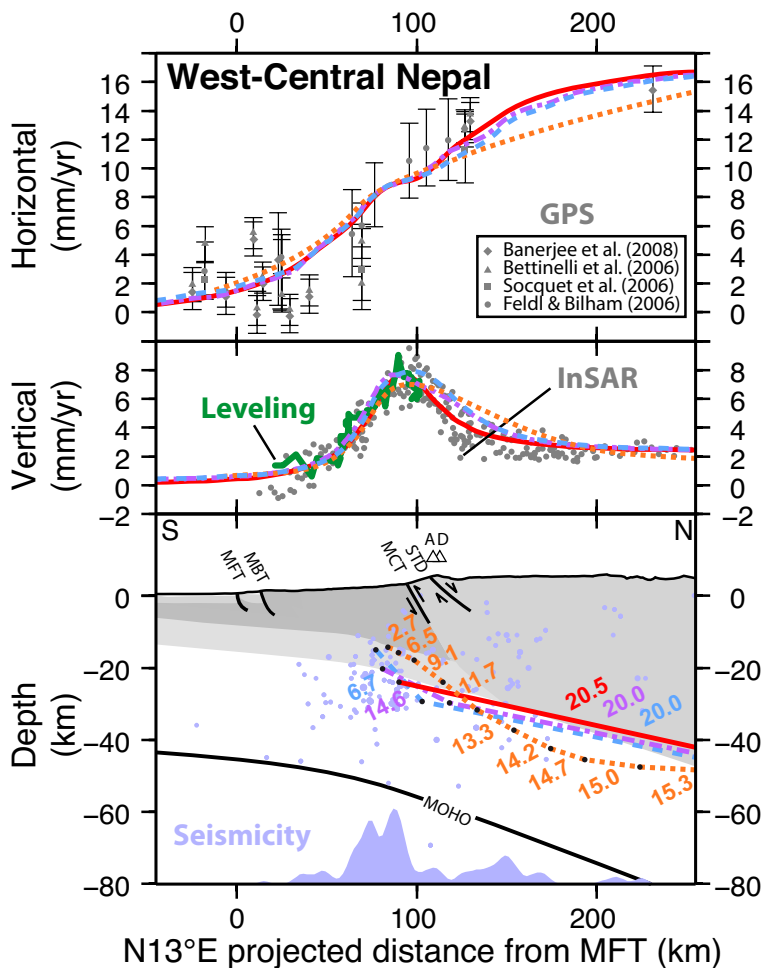 0 100 200
West-Central Nepal
Horizontal
(mm/yr)
16
14
12
10
8
6
4
2
0
16
14
12
10
8
6
4
2
0
GPS
Banerjee et al. (2008)
Bettinelli et al. (2006)
Socquet et al. (2006)
Feldl & Bilham (2006)
Vertical
(mm/yr)
8
6
4
2
0
−2
8
6
4
2
0
−2
Leveling
InSAR
S N
MFT
MBT
MCT
STD
A D
Depth
(km)
0
−20
−40
−60
−80
0
−20
−40
−60
−80
2.7
6.5
9.1
11.7
6.7
14.6
20.5
20.0
20.0
13.3
14.2
14.7
15.0
15.3
MOHO
Seismicity
0 100 200
N13°E projected distance from MFT (km)